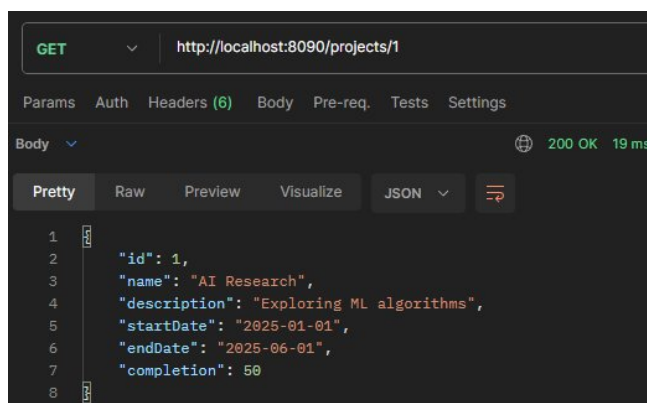 GET http://localhost:8090/projects/1
Params Auth Headers (6) Body Pre-req. Tests Settings
Body 200 OK 19 ms
Pretty Raw Preview Visualize JSON
1 {
2 "id": 1,
3 "name": "AI Research",
4 "description": "Exploring ML algorithms",
5 "startDate": "2025-01-01",
6 "endDate": "2025-06-01",
7 "completion": 50
8 }